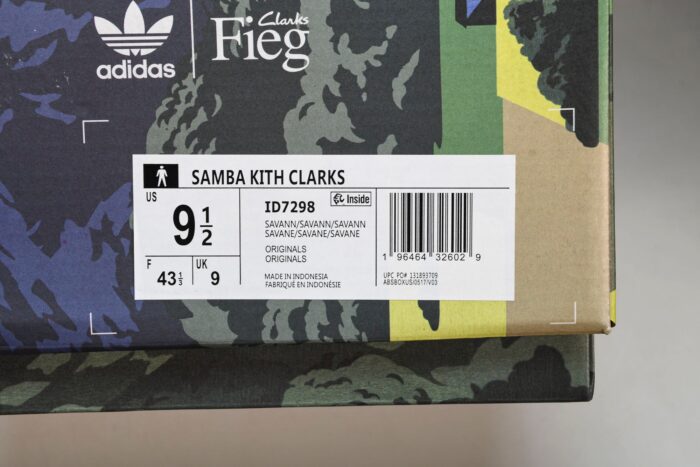 adidas
Clarks
Fieg
SAMBA KITH CLARKS
US
9 1/2
F
43 1/3
UK
9
ID7298
Inside
SAVANN/SAVANN/SAVANN
SAVANE/SAVANE/SAVANE
ORIGINALS
ORIGINALS
MADE IN INDONESIA
FABRIQUÉ EN INDONÉSIE
1 96464 32602 9
UPC PO# 131893709